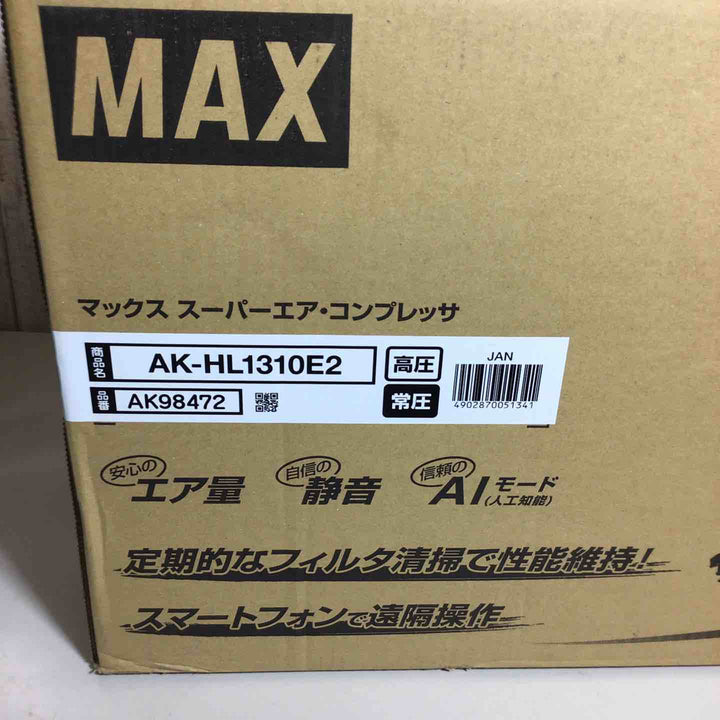 MAX
マックス スーパーエア・コンプレッサ
商品名 AK-HL1310E2 高圧 JAN
品番 AK98472 常圧 4902870051341
安心の エア量 自信の 静音 信頼の AIモード (人工知能)
定期的なフィルタ清掃で性能維持!
スマートフォンで遠隔操作